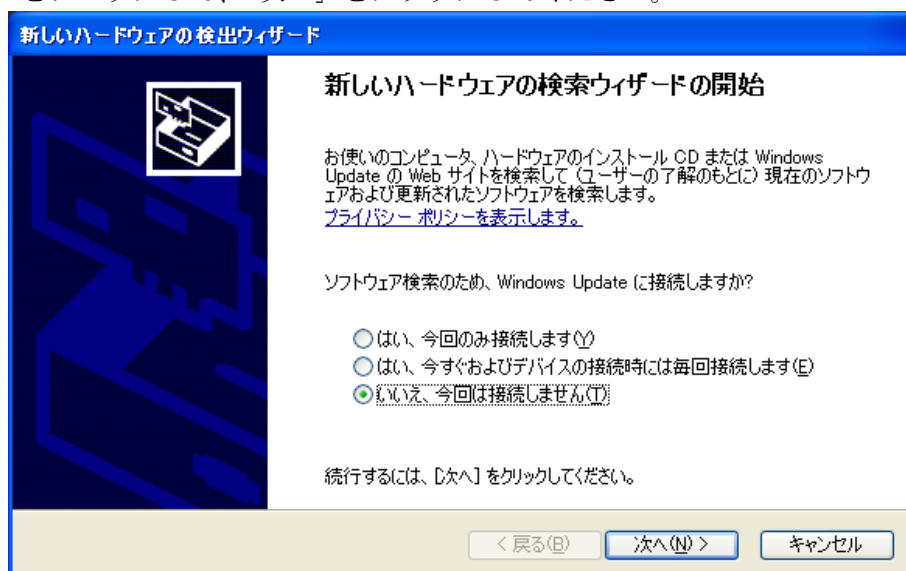 新しいハードウェアの検出ウィザード
新しいハードウェアの検索ウィザードの開始
お使いのコンピュータ、ハードウェアのインストール CD または Windows
Update の Web サイトを検索して (ユーザーの了解のもとに) 現在のソフトウ
ェアおよび更新されたソフトウェアを検索します。
プライバシー ポリシーを表示します。
ソフトウェア検索のため、Windows Update に接続しますか?
はい、今回のみ接続します(Y)
はい、今すぐおよびデバイスの接続時には毎回接続します(E)
いいえ、今回は接続しません(T)
続行するには、[次へ] をクリックしてください。
< 戻る(B)
次へ(N) >
キャンセル